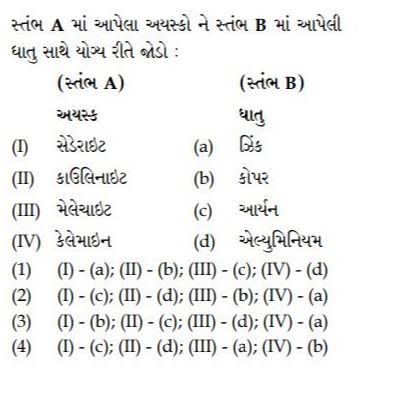 સ્તંભ A માં આપેલા અયસ્કો ને સ્તંભ B માં આપેલી
ધાતુ સાથે યોગ્ય રીતે જોડો :
(સ્તંભ A) (સ્તંભ B)
અયસ્ક ધાતુ
(I) સેડેરાઇટ (a) ઝિંક
(II) કાઉલિનાઇટ (b) કોપર
(III) મેલેચાઇટ (c) આર્યન
(IV) કેલેમાઇન (d) એલ્યુમિનિયમ
(1) (I) - (a); (II) - (b); (III) - (c); (IV) - (d)
(2) (I) - (c); (II) - (d); (III) - (b); (IV) - (a)
(3) (I) - (b); (II) - (c); (III) - (d); (IV) - (a)
(4) (I) - (c); (II) - (d); (III) - (a); (IV) - (b)